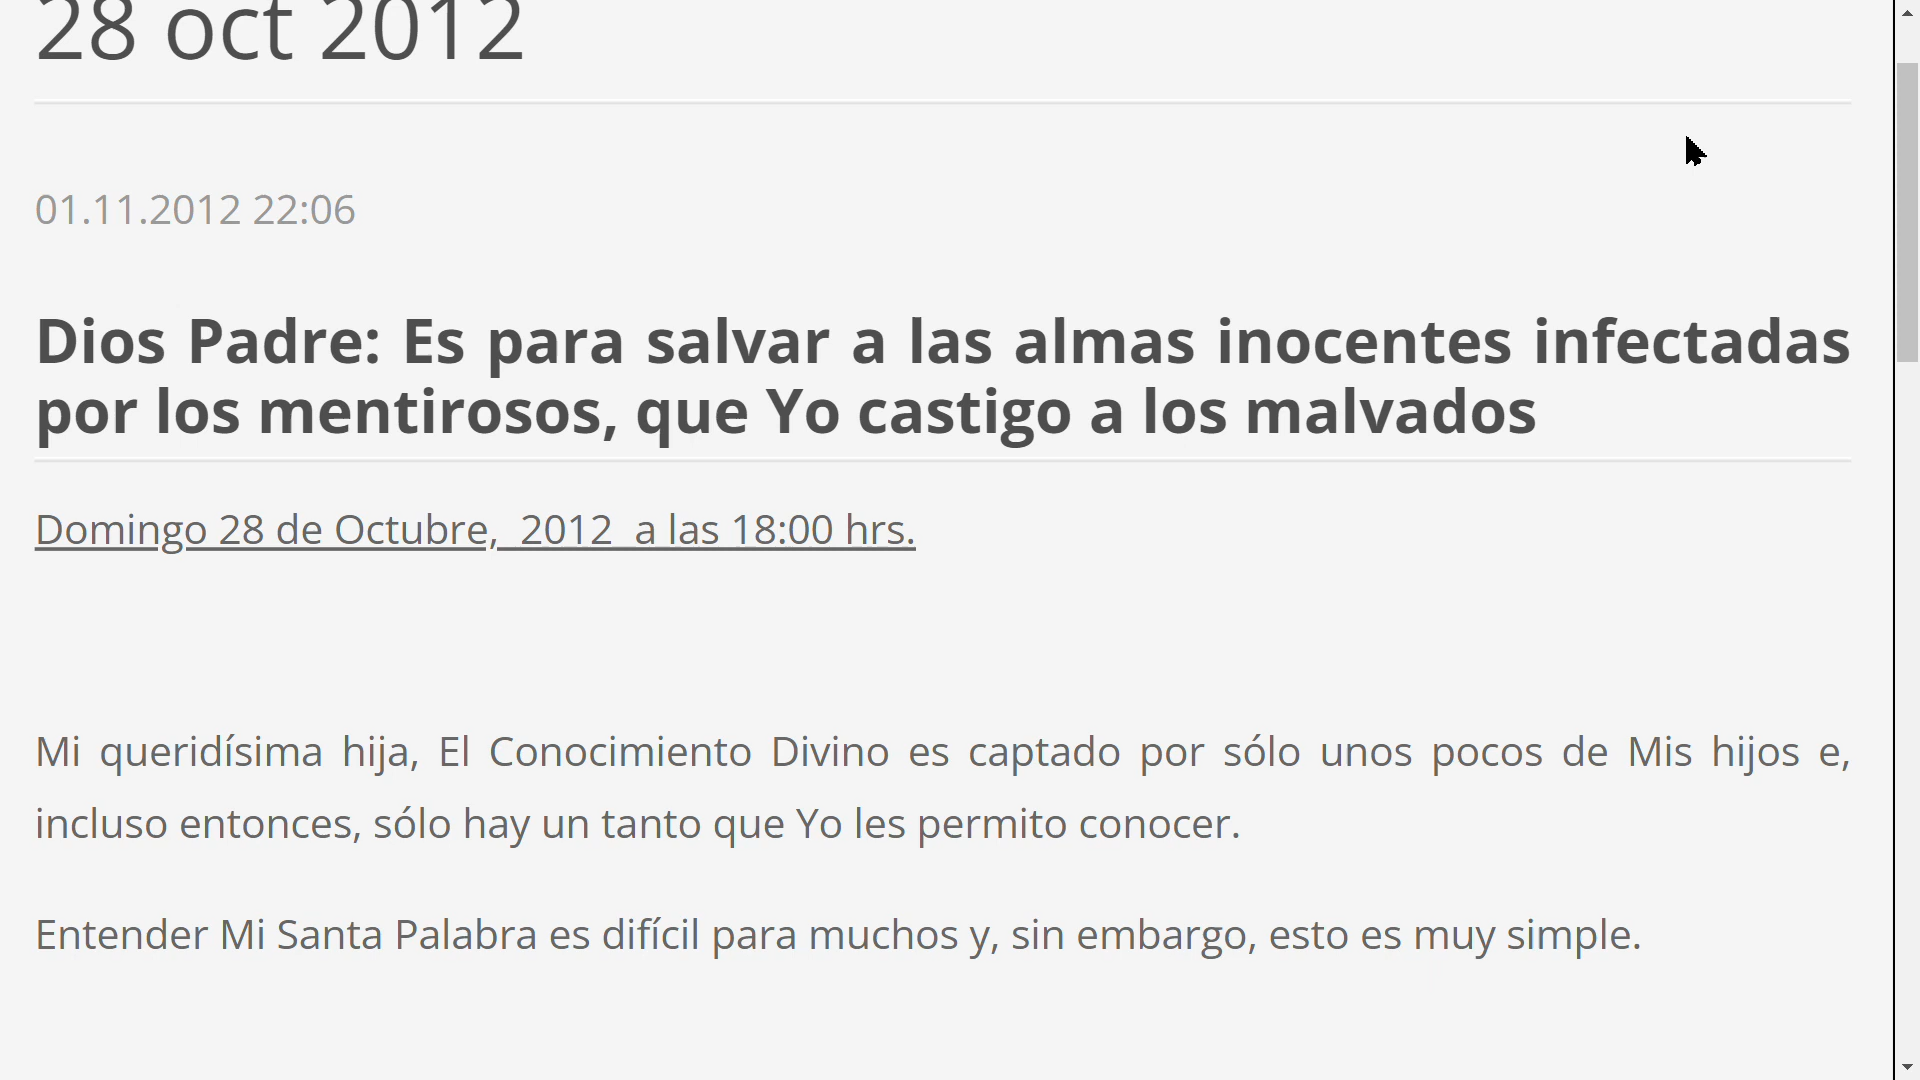 28 oct 2012
01.11.2012 22:06
Dios Padre: Es para salvar a las almas inocentes infectadas
por los mentirosos, que Yo castigo a los malvados
Domingo 28 de Octubre,  2012  a las 18:00 hrs.
Mi queridísima hija, El Conocimiento Divino es captado por sólo unos pocos de Mis hijos e,
incluso entonces, sólo hay un tanto que Yo les permito conocer.
Entender Mi Santa Palabra es difícil para muchos y, sin embargo, esto es muy simple.